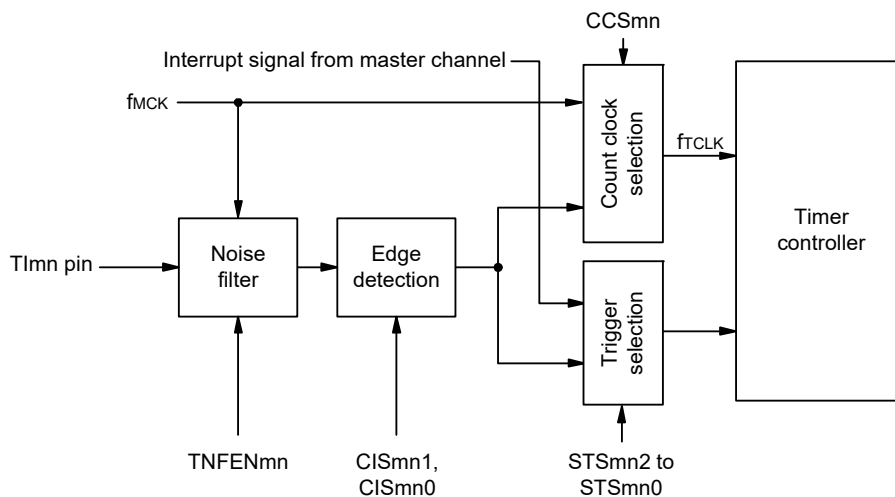 CCSmn
Interrupt signal from master channel
fMCK
Count clock
selection
fTCLK
Timer
controller
TImn pin
Noise
filter
Edge
detection
Trigger
selection
TNFENmn
CISmn1,
CISmn0
STSmn2 to
STSmn0